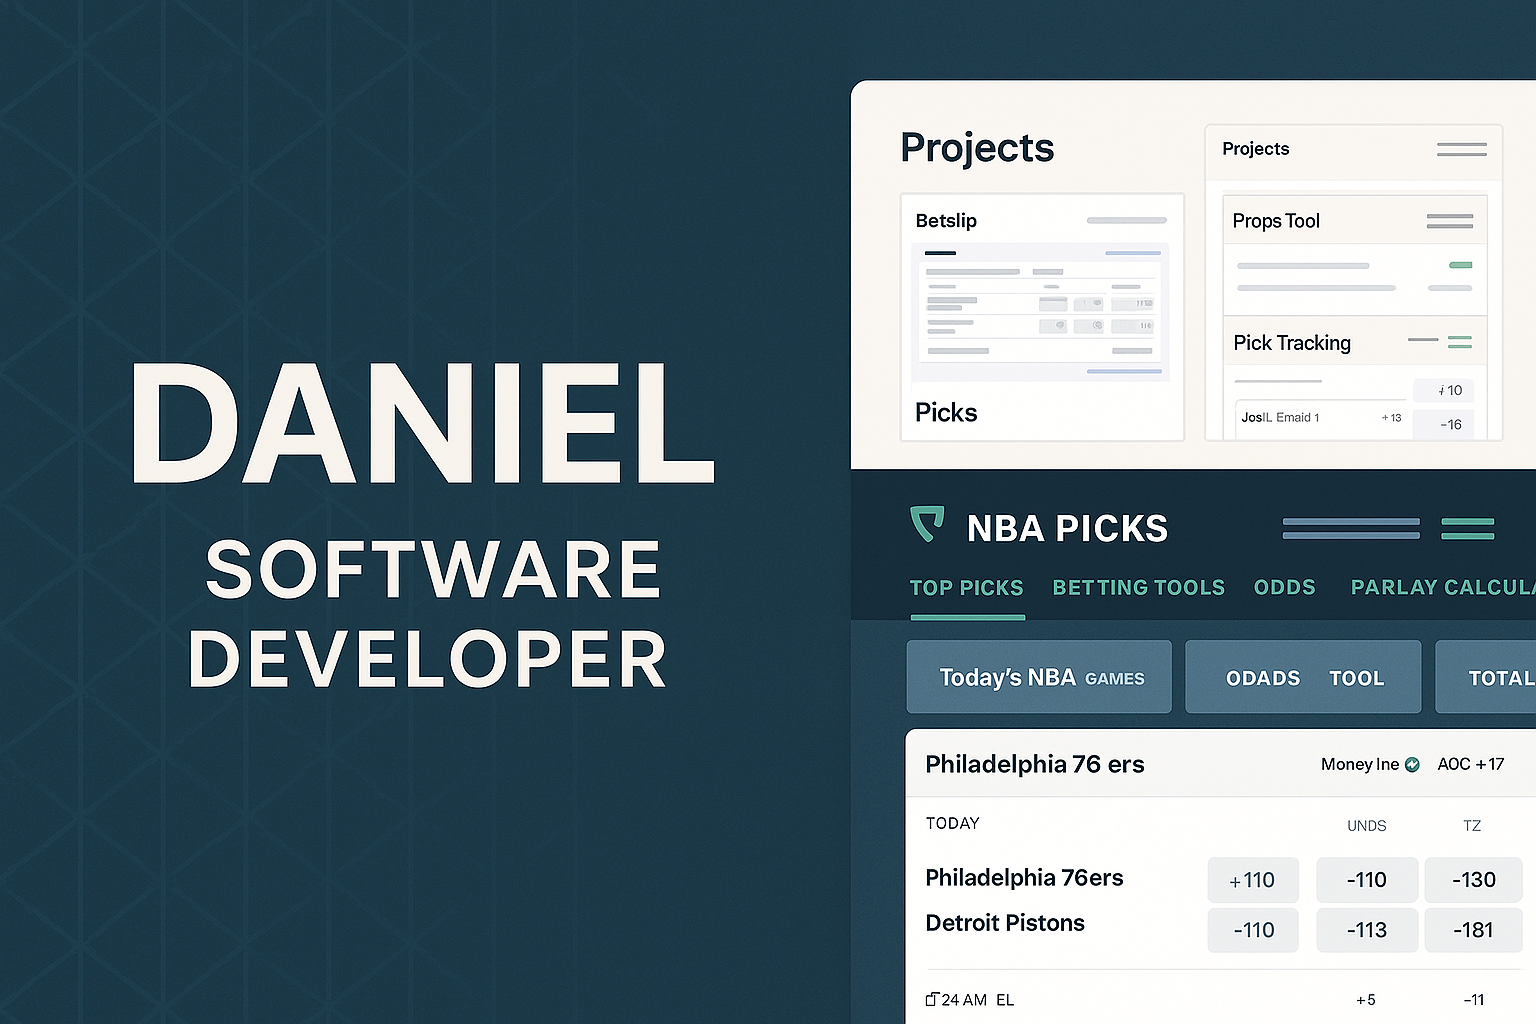 DANIEL
SOFTWARE
DEVELOPER
Projects
Betslip
Picks
Projects
Props Tool
Pick Tracking
10
JosIL Emaid 1 +13
-16
NBA PICKS
TOP PICKS BETTING TOOLS ODDS PARLAY CALCULA
Today's NBA GAMES
ODADS TOOL
TOTAL
Philadelphia 76 ers Money Ine AOC +17
TODAY UNDS TZ
Philadelphia 76ers +110 -110 -130
Detroit Pistons -110 -113 -181
24 AM EL +5 -11